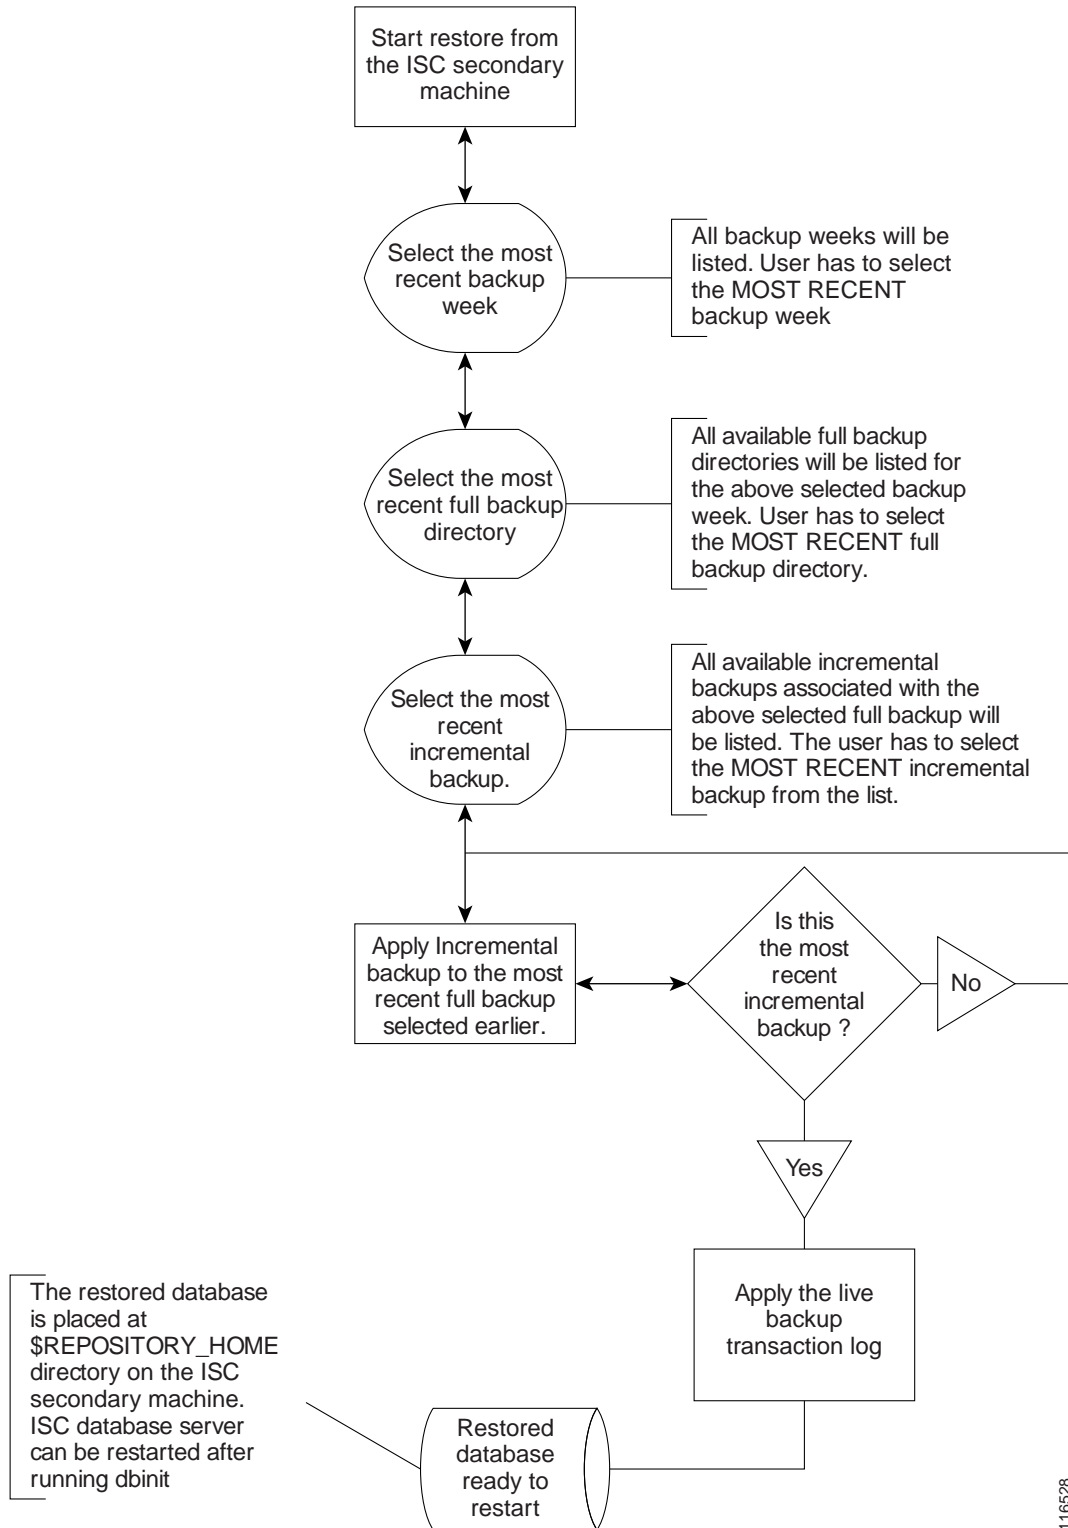 Start restore from
the ISC secondary
machine
Select the most
recent backup
week
All backup weeks will be
listed. User has to select
the MOST RECENT
backup week
Select the most
recent full backup
directory
All available full backup
directories will be listed for
the above selected backup
week. User has to select
the MOST RECENT full
backup directory.
Select the most
recent
incremental
backup.
All available incremental
backups associated with the
above selected full backup will
be listed. The user has to select
the MOST RECENT incremental
backup from the list.
Apply Incremental
backup to the most
recent full backup
selected earlier.
Is this
the most
recent
incremental
backup ?
No
Yes
Apply the live
backup
transaction log
The restored database
is placed at
$REPOSITORY_HOME
directory on the ISC
secondary machine.
ISC database server
can be restarted after
running dbinit
Restored
database
ready to
restart
116528